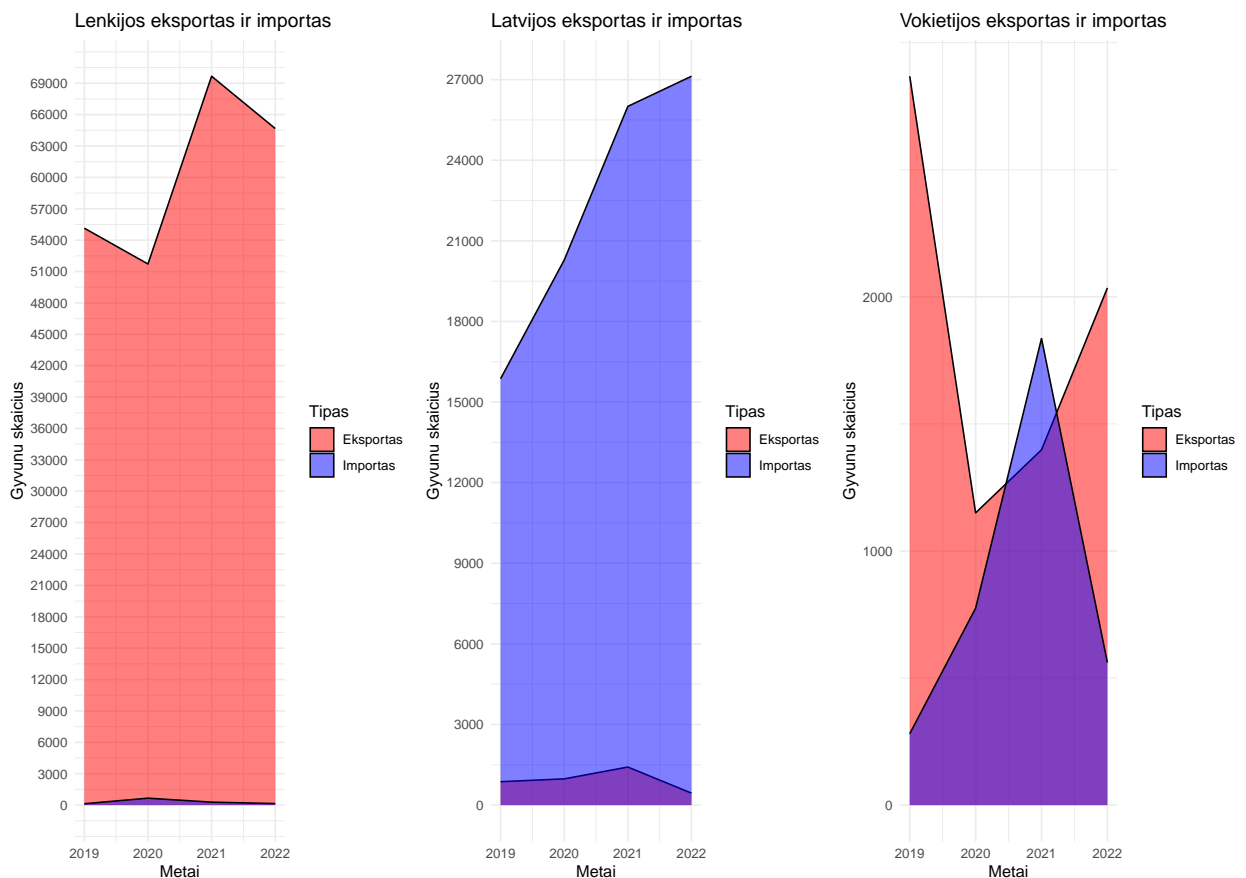 Lenkijos eksportas ir importas
69000
66000
63000
60000
57000
54000
51000
48000
45000
42000
39000
36000
33000
30000
27000
24000
21000
18000
15000
12000
9000
6000
3000
0
Gyvunu skaicius
2019 2020 2021 2022
Metai
Tipas
Eksportas
Importas
Latvijos eksportas ir importas
27000
24000
21000
18000
15000
12000
9000
6000
3000
0
Gyvunu skaicius
2019 2020 2021 2022
Metai
Tipas
Eksportas
Importas
Vokietijos eksportas ir importas
2000
1000
0
Gyvunu skaicius
2019 2020 2021 2022
Metai
Tipas
Eksportas
Importas